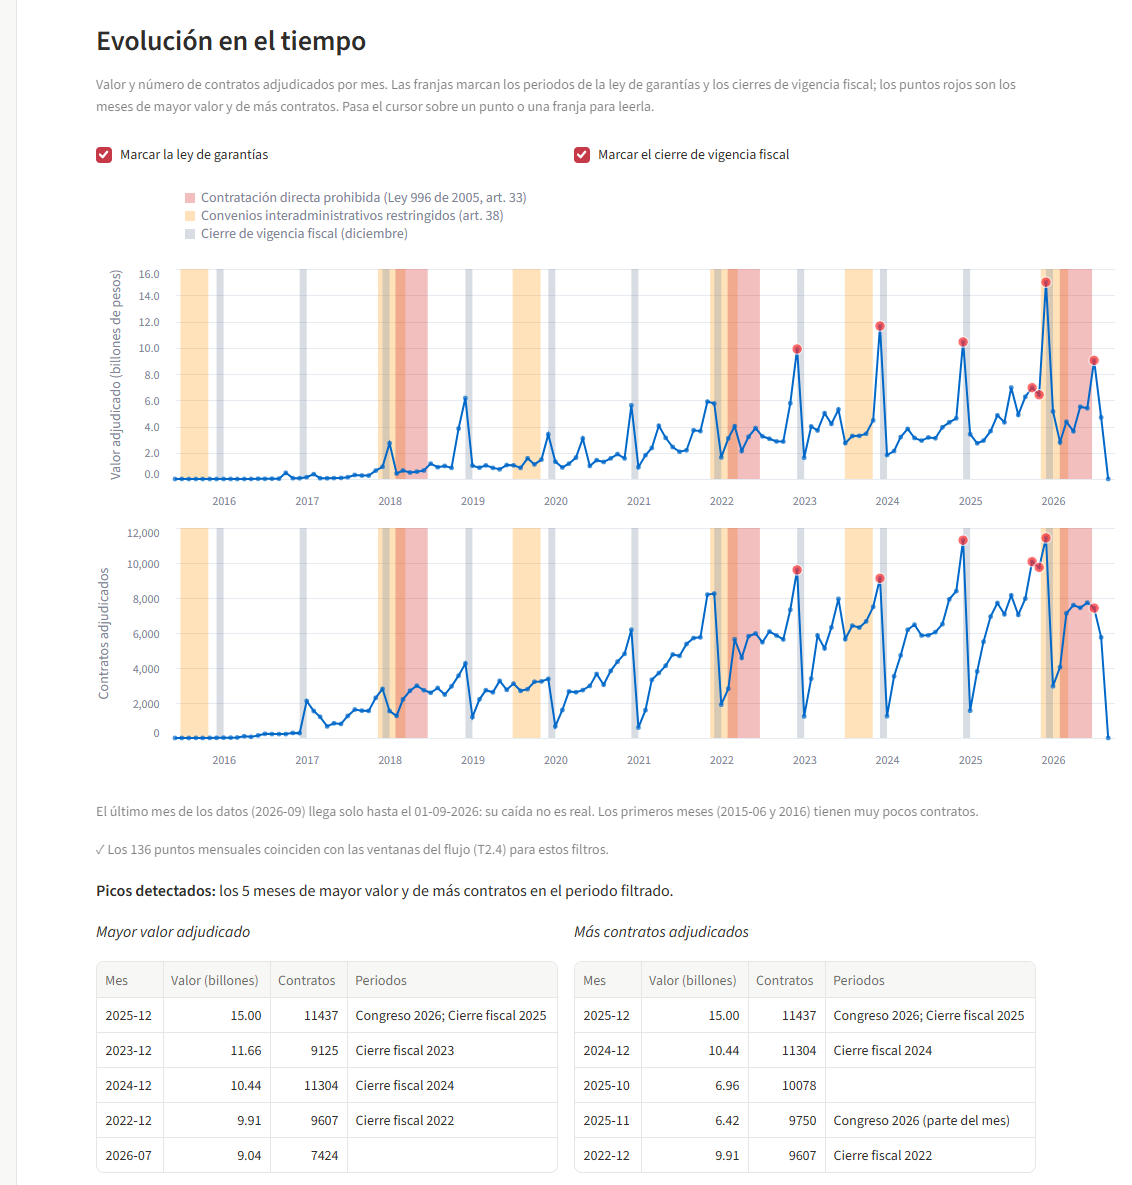 Evolución en el tiempo
Valor y número de contratos adjudicados por mes. Las franjas marcan los periodos de la ley de garantías y los cierres de vigencia fiscal; los puntos rojos son los
meses de mayor valor y de más contratos. Pasa el cursor sobre un punto o una franja para leerla.
Marcar la ley de garantías
Marcar el cierre de vigencia fiscal
Contratación directa prohibida (Ley 996 de 2005, art. 33)
Convenios interadministrativos restringidos (art. 38)
Cierre de vigencia fiscal (diciembre)
Valor adjudicado (billones de pesos)
16.0
14.0
12.0
10.0
8.0
6.0
4.0
2.0
0.0
2016 2017 2018 2019 2020 2021 2022 2023 2024 2025 2026
Contratos adjudicados
12,000
10,000
8,000
6,000
4,000
2,000
0
2016 2017 2018 2019 2020 2021 2022 2023 2024 2025 2026
El último mes de los datos (2026-09) llega solo hasta el 01-09-2026: su caída no es real. Los primeros meses (2015-06 y 2016) tienen muy pocos contratos.
✓ Los 136 puntos mensuales coinciden con las ventanas del flujo (T2.4) para estos filtros.
Picos detectados: los 5 meses de mayor valor y de más contratos en el periodo filtrado.
Mayor valor adjudicado
Mes Valor (billones) Contratos Periodos
2025-12 15.00 11437 Congreso 2026; Cierre fiscal 2025
2023-12 11.66 9125 Cierre fiscal 2023
2024-12 10.44 11304 Cierre fiscal 2024
2022-12 9.91 9607 Cierre fiscal 2022
2026-07 9.04 7424
Más contratos adjudicados
Mes Valor (billones) Contratos Periodos
2025-12 15.00 11437 Congreso 2026; Cierre fiscal 2025
2024-12 10.44 11304 Cierre fiscal 2024
2025-10 6.96 10078
2025-11 6.42 9750 Congreso 2026 (parte del mes)
2022-12 9.91 9607 Cierre fiscal 2022